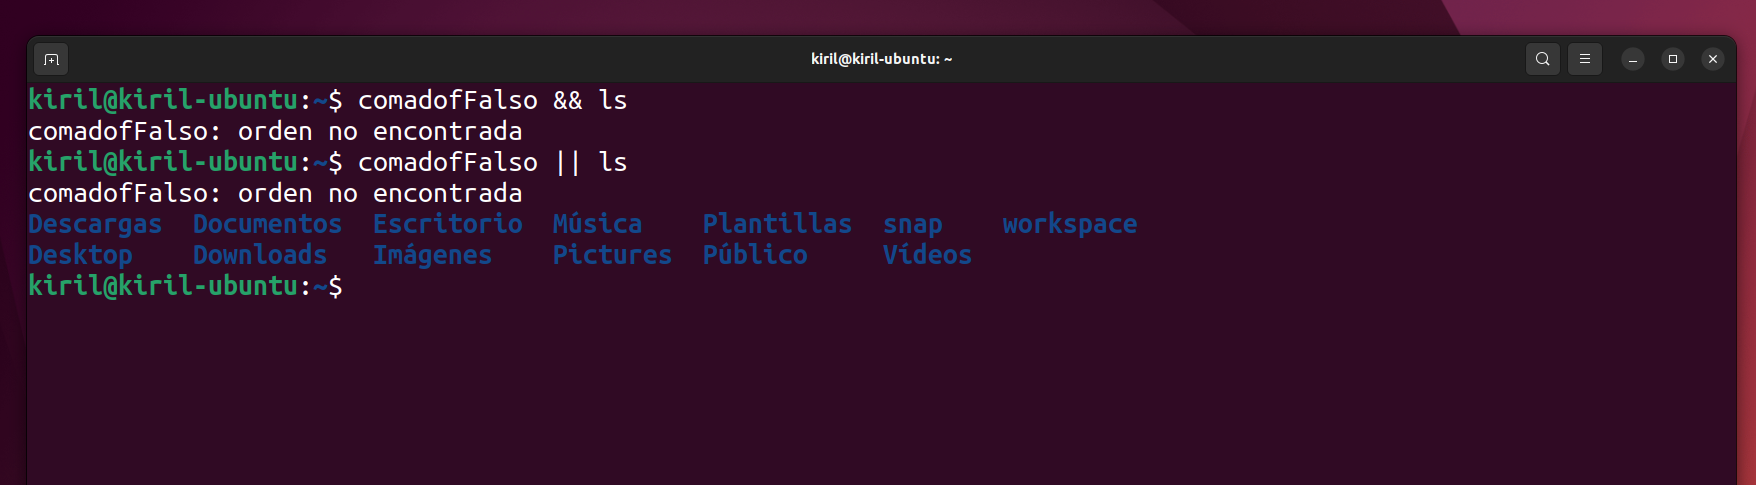 kiril@kiril-ubuntu: ~
kiril@kiril-ubuntu:~$ comadofFalso && ls
comadofFalso: orden no encontrada
kiril@kiril-ubuntu:~$ comadofFalso || ls
comadofFalso: orden no encontrada
Descargas  Documentos  Escritorio  Música    Plantillas  snap    workspace
Desktop    Downloads   Imágenes    Pictures  Público     Vídeos
kiril@kiril-ubuntu:~$